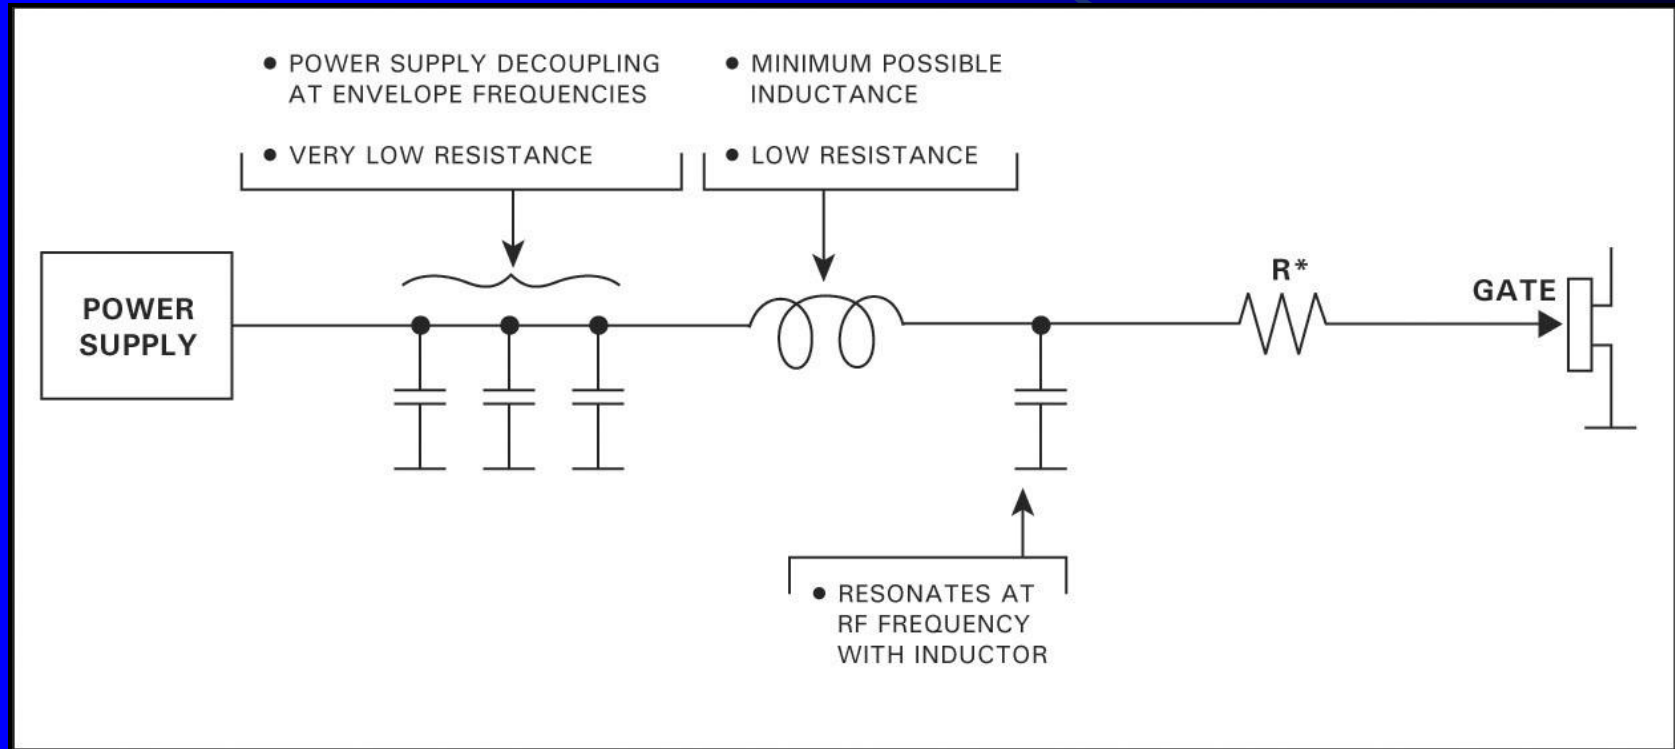 ● POWER SUPPLY DECOUPLING
AT ENVELOPE FREQUENCIES
● VERY LOW RESISTANCE
● MINIMUM POSSIBLE
INDUCTANCE
● LOW RESISTANCE
POWER
SUPPLY
R*
GATE
● RESONATES AT
RF FREQUENCY
WITH INDUCTOR